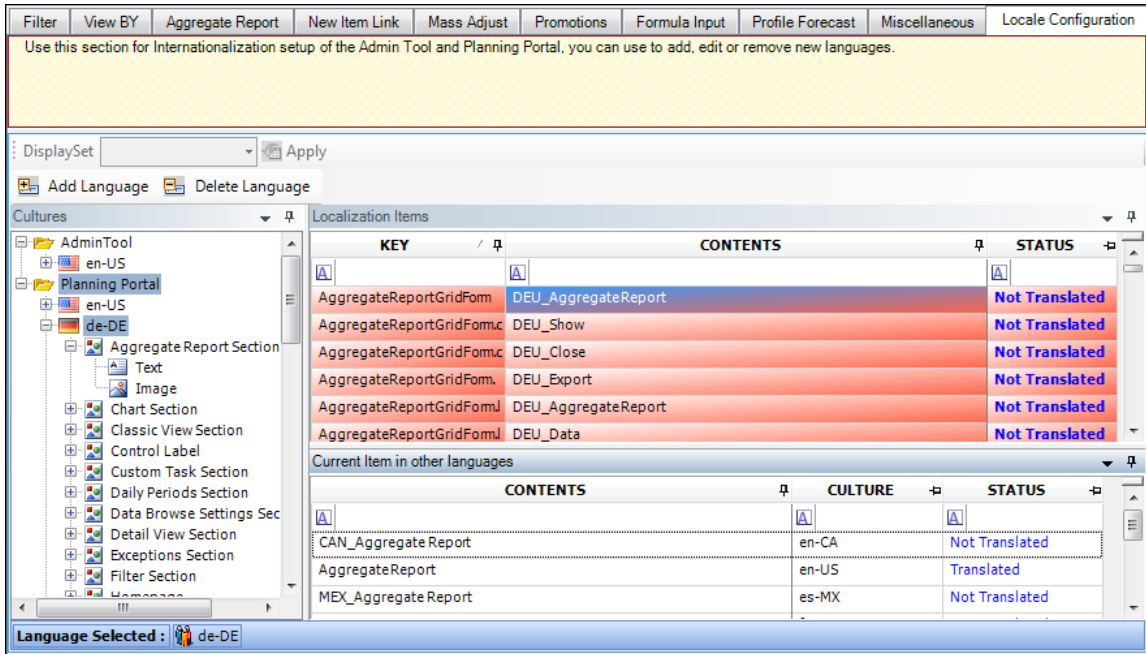 Filter View BY Aggregate Report New Item Link Mass Adjust Promotions Formula Input Profile Forecast Miscellaneous Locale Configuration
Use this section for Internationalization setup of the Admin Tool and Planning Portal, you can use to add, edit or remove new languages.
DisplaySet Apply
Add Language Delete Language
Cultures
AdminTool
en-US
Planning Portal
en-US
de-DE
Aggregate Report Section
Text
Image
Chart Section
Classic View Section
Control Label
Custom Task Section
Daily Periods Section
Data Browse Settings Sec
Detail View Section
Exceptions Section
Filter Section
Homepage
Localization Items
KEY CONTENTS STATUS
A A A
AggregateReportGridForm DEU_AggregateReport Not Translated
AggregateReportGridForm.c DEU_Show Not Translated
AggregateReportGridForm.c DEU_Close Not Translated
AggregateReportGridForm. DEU_Export Not Translated
AggregateReportGridForm.l DEU_AggregateReport Not Translated
AggregateReportGridForm.l DEU_Data Not Translated
Current Item in other languages
CONTENTS CULTURE STATUS
A A A
CAN_Aggregate Report en-CA Not Translated
AggregateReport en-US Translated
MEX_Aggregate Report es-MX Not Translated
Language Selected : de-DE